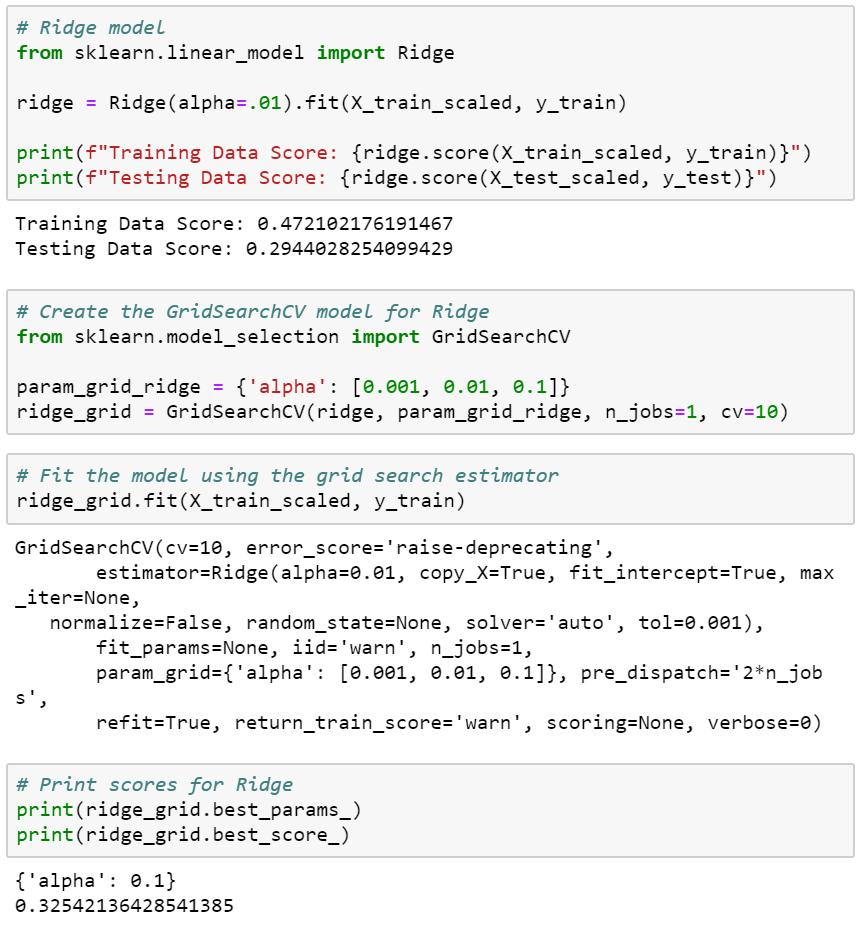 # Ridge model
from sklearn.linear_model import Ridge
ridge = Ridge(alpha=.01).fit(X_train_scaled, y_train)
print(f"Training Data Score: {ridge.score(X_train_scaled, y_train)}")
print(f"Testing Data Score: {ridge.score(X_test_scaled, y_test)}")
Training Data Score: 0.472102176191467
Testing Data Score: 0.2944028254099429
# Create the GridSearchCV model for Ridge
from sklearn.model_selection import GridSearchCV
param_grid_ridge = {'alpha': [0.001, 0.01, 0.1]}
ridge_grid = GridSearchCV(ridge, param_grid_ridge, n_jobs=1, cv=10)
# Fit the model using the grid search estimator
ridge_grid.fit(X_train_scaled, y_train)
GridSearchCV(cv=10, error_score='raise-deprecating',
       estimator=Ridge(alpha=0.01, copy_X=True, fit_intercept=True, max
_iter=None,
   normalize=False, random_state=None, solver='auto', tol=0.001),
       fit_params=None, iid='warn', n_jobs=1,
       param_grid={'alpha': [0.001, 0.01, 0.1]}, pre_dispatch='2*n_job
s',
       refit=True, return_train_score='warn', scoring=None, verbose=0)
# Print scores for Ridge
print(ridge_grid.best_params_)
print(ridge_grid.best_score_)
{'alpha': 0.1}
0.32542136428541385